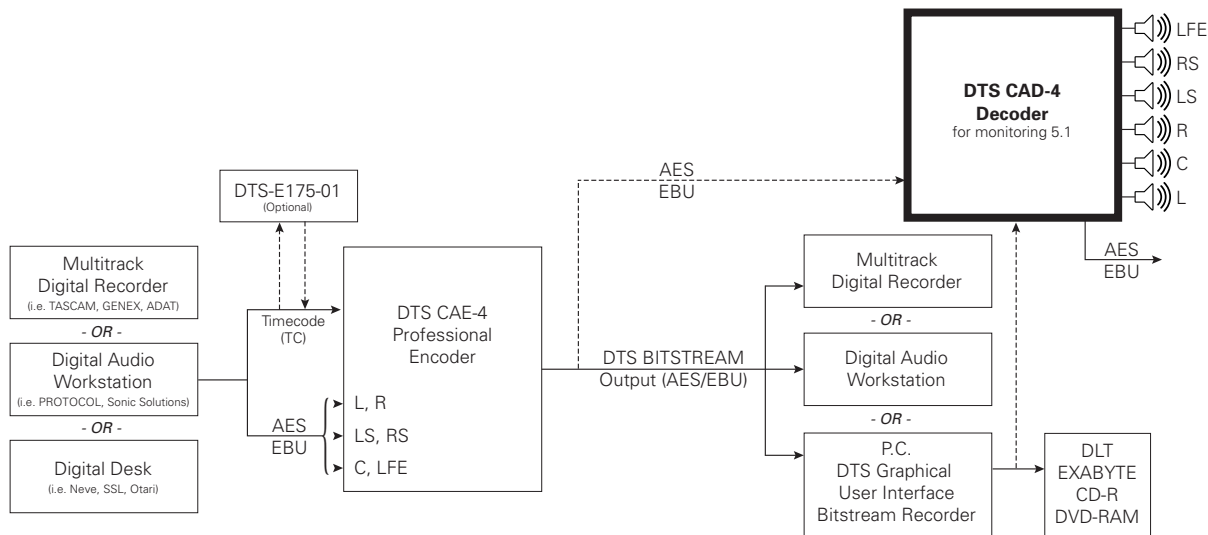 DTS-E175-01
(Optional)
Multitrack
Digital Recorder
(i.e. TASCAM, GENEX, ADAT)
- OR -
Digital Audio
Workstation
(i.e. PROTOCOL, Sonic Solutions)
- OR -
Digital Desk
(i.e. Neve, SSL, Otari)
Timecode
(TC)
AES
EBU
DTS CAE-4
Professional
Encoder
L, R
LS, RS
C, LFE
AES
EBU
DTS BITSTREAM
Output (AES/EBU)
DTS CAD-4
Decoder
for monitoring 5.1
LFE
RS
LS
R
C
L
AES
EBU
Multitrack
Digital Recorder
- OR -
Digital Audio
Workstation
- OR -
P.C.
DTS Graphical
User Interface
Bitstream Recorder
DLT
EXABYTE
CD-R
DVD-RAM